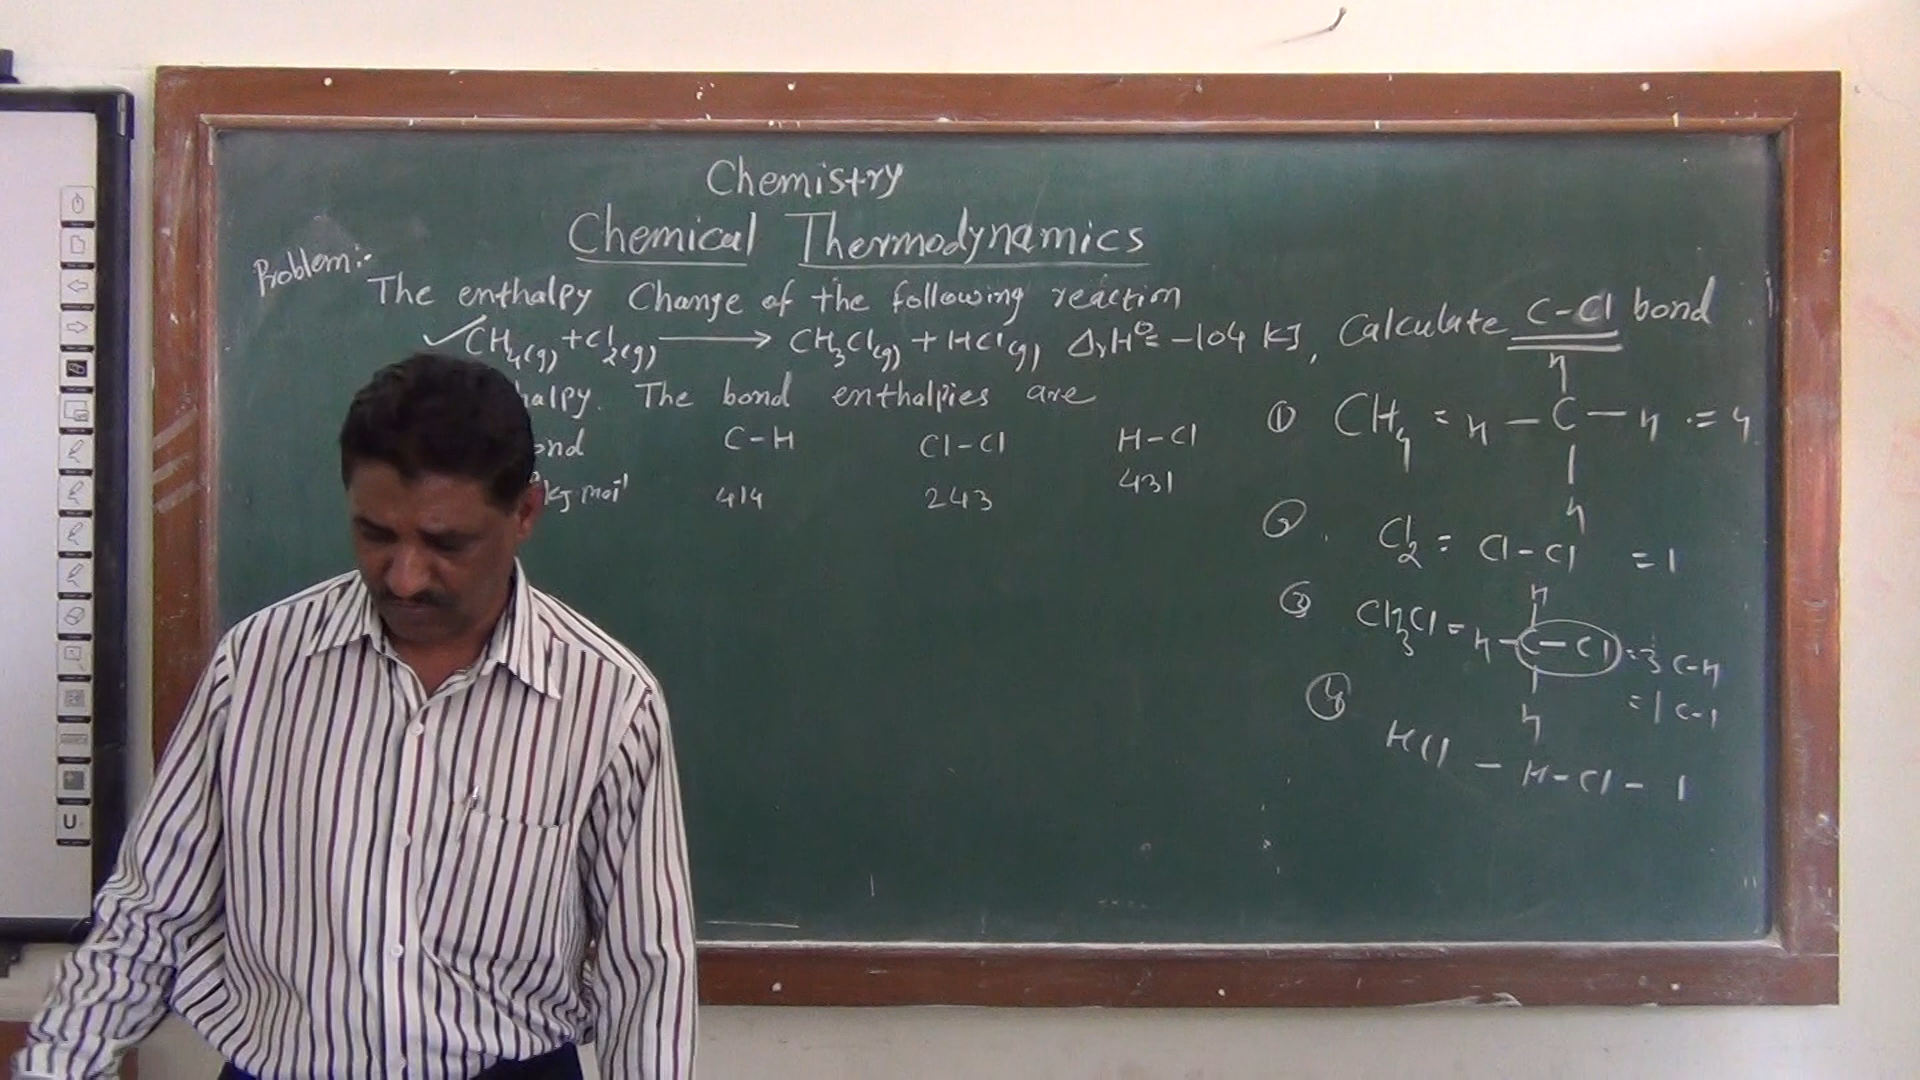 Chemistry
Chemical Thermodynamics
Problem:-
The enthalpy Change of the following reaction
✓ CH₄(g) + Cl₂(g) ⟶ CH₃Cl(g) + HCl(g) ΔrH⊖ = -104 KJ, Calculate C-Cl bond
halpy. The bond enthalpies are
ond C-H Cl-Cl H-Cl
kJ mol⁻¹ 414 243 431
① CH₄ = H - C - H = 4
H
H
② Cl₂ = Cl-Cl = 1
③ CH₃Cl = H - C - Cl = 3 C-H
H
H
= 1 C-l
④ HCl - H-Cl - 1
U